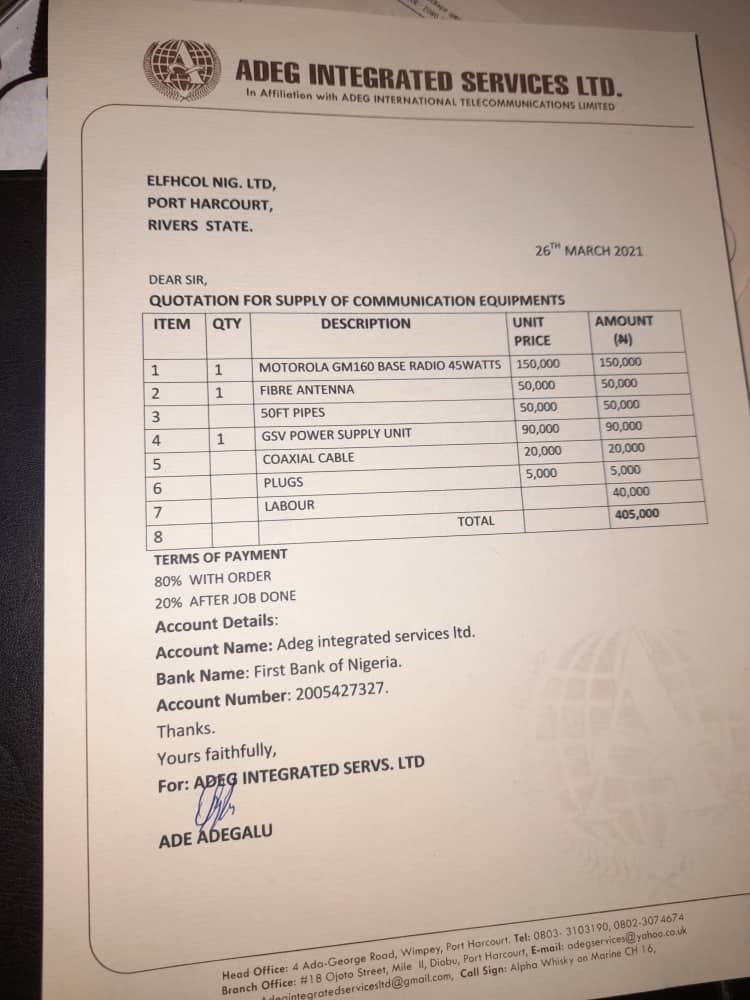 ADEG INTEGRATED SERVICES LTD.
In Affiliation with ADEG INTERNATIONAL TELECOMMUNICATIONS LIMITED
ELFHCOL NIG. LTD,
PORT HARCOURT,
RIVERS STATE.
26TH MARCH 2021
DEAR SIR,
QUOTATION FOR SUPPLY OF COMMUNICATION EQUIPMENTS
ITEM QTY DESCRIPTION UNIT PRICE AMOUNT (₦)
1 1 MOTOROLA GM160 BASE RADIO 45WATTS 150,000 150,000
2 1 FIBRE ANTENNA 50,000 50,000
3 50FT PIPES 50,000 50,000
4 1 GSV POWER SUPPLY UNIT 90,000 90,000
5 COAXIAL CABLE 20,000 20,000
6 PLUGS 5,000 5,000
7 LABOUR 40,000
8 TOTAL 405,000
TERMS OF PAYMENT
80% WITH ORDER
20% AFTER JOB DONE
Account Details:
Account Name: Adeg integrated services ltd.
Bank Name: First Bank of Nigeria.
Account Number: 2005427327.
Thanks.
Yours faithfully,
For: ADEG INTEGRATED SERVS. LTD
ADE ADEGALU
Head Office: 4 Ada-George Road, Wimpey, Port Harcourt. Tel: 0803- 3103190, 0802-3074674
Branch Office: #18 Ojoto Street, Mile II, Diobu, Port Harcourt, E-mail: adegservices@yahoo.co.uk
adegintegratedservicesltd@gmail.com, Call Sign: Alpha Whisky on Marine CH 16,